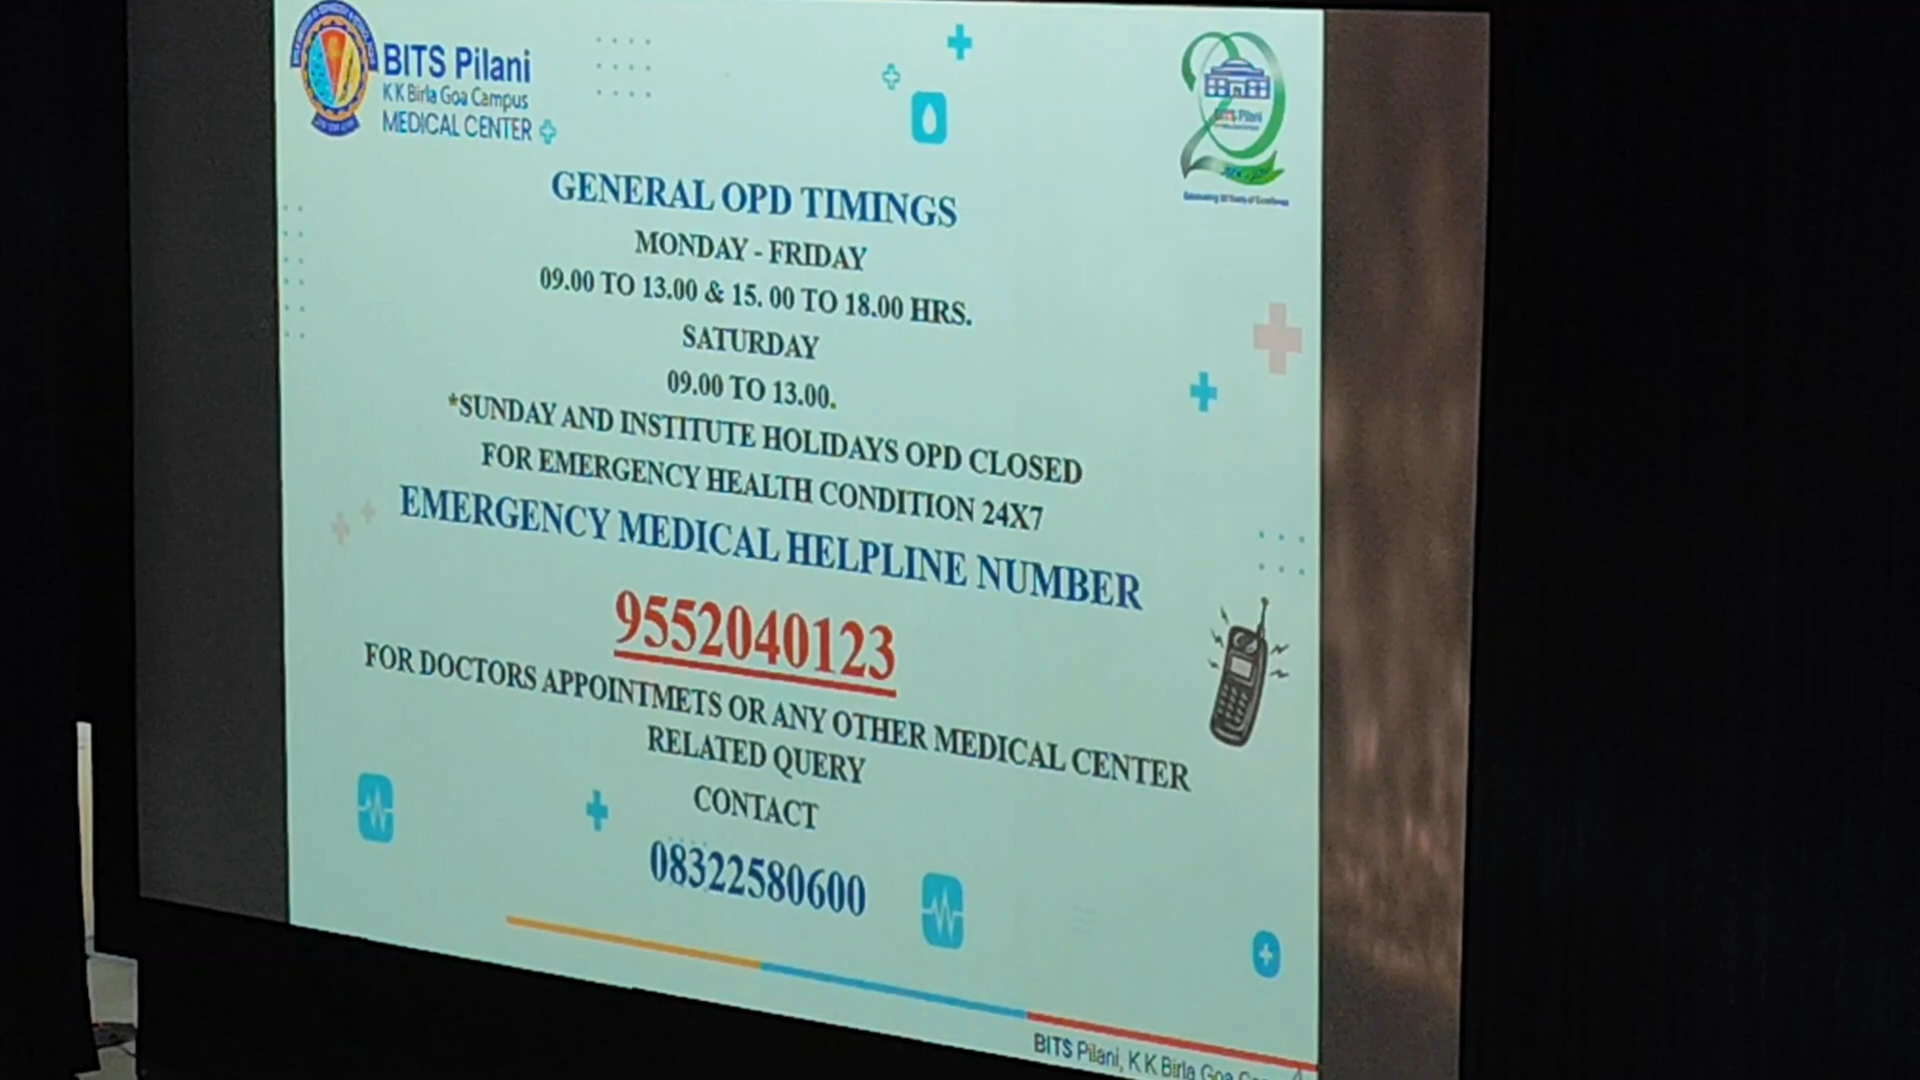 BITS Pilani
K K Birla Goa Campus
MEDICAL CENTER
BITS Pilani
GENERAL OPD TIMINGS
MONDAY - FRIDAY
09.00 TO 13.00 & 15. 00 TO 18.00 HRS.
SATURDAY
09.00 TO 13.00.
*SUNDAY AND INSTITUTE HOLIDAYS OPD CLOSED
FOR EMERGENCY HEALTH CONDITION 24X7
EMERGENCY MEDICAL HELPLINE NUMBER
9552040123
FOR DOCTORS APPOINTMETS OR ANY OTHER MEDICAL CENTER
RELATED QUERY
CONTACT
08322580600
BITS Pilani, K K Birla Goa